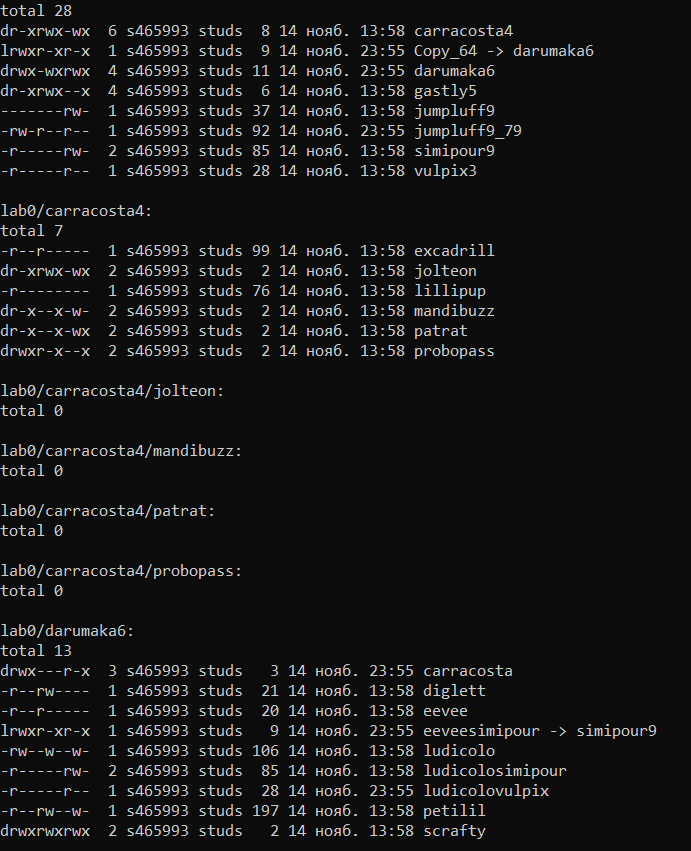 total 28
dr-xrwx-wx  6 s465993 studs  8 14 нояб. 13:58 carracosta4
lrwxr-xr-x  1 s465993 studs  9 14 нояб. 23:55 Copy_64 -> darumaka6
drwx-wxrwx  4 s465993 studs 11 14 нояб. 23:55 darumaka6
dr-xrwx--x  4 s465993 studs  6 14 нояб. 13:58 gastly5
-------rw-  1 s465993 studs 37 14 нояб. 13:58 jumpluff9
-rw-r--r--  1 s465993 studs 92 14 нояб. 23:55 jumpluff9_79
-r-----rw-  2 s465993 studs 85 14 нояб. 13:58 simipour9
-r-----r--  1 s465993 studs 28 14 нояб. 13:58 vulpix3

lab0/carracosta4:
total 7
-r--r-----  1 s465993 studs 99 14 нояб. 13:58 excadrill
dr-xrwx-wx  2 s465993 studs  2 14 нояб. 13:58 jolteon
-r--------  1 s465993 studs 76 14 нояб. 13:58 lillipup
dr-x--x-w-  2 s465993 studs  2 14 нояб. 13:58 mandibuzz
dr-x--x-wx  2 s465993 studs  2 14 нояб. 13:58 patrat
drwxr-x--x  2 s465993 studs  2 14 нояб. 13:58 probopass

lab0/carracosta4/jolteon:
total 0

lab0/carracosta4/mandibuzz:
total 0

lab0/carracosta4/patrat:
total 0

lab0/carracosta4/probopass:
total 0

lab0/darumaka6:
total 13
drwx---r-x  3 s465993 studs   3 14 нояб. 23:55 carracosta
-r--rw----  1 s465993 studs  21 14 нояб. 13:58 diglett
-r--r-----  1 s465993 studs  20 14 нояб. 13:58 eevee
lrwxr-xr-x  1 s465993 studs   9 14 нояб. 23:55 eeveesimipour -> simipour9
-rw--w--w-  1 s465993 studs 106 14 нояб. 13:58 ludicolo
-r-----rw-  2 s465993 studs  85 14 нояб. 13:58 ludicolosimipour
-r-----r--  1 s465993 studs  28 14 нояб. 23:55 ludicolovulpix
-r--rw--w-  1 s465993 studs 197 14 нояб. 13:58 petilil
drwxrwxrwx  2 s465993 studs   2 14 нояб. 13:58 scrafty